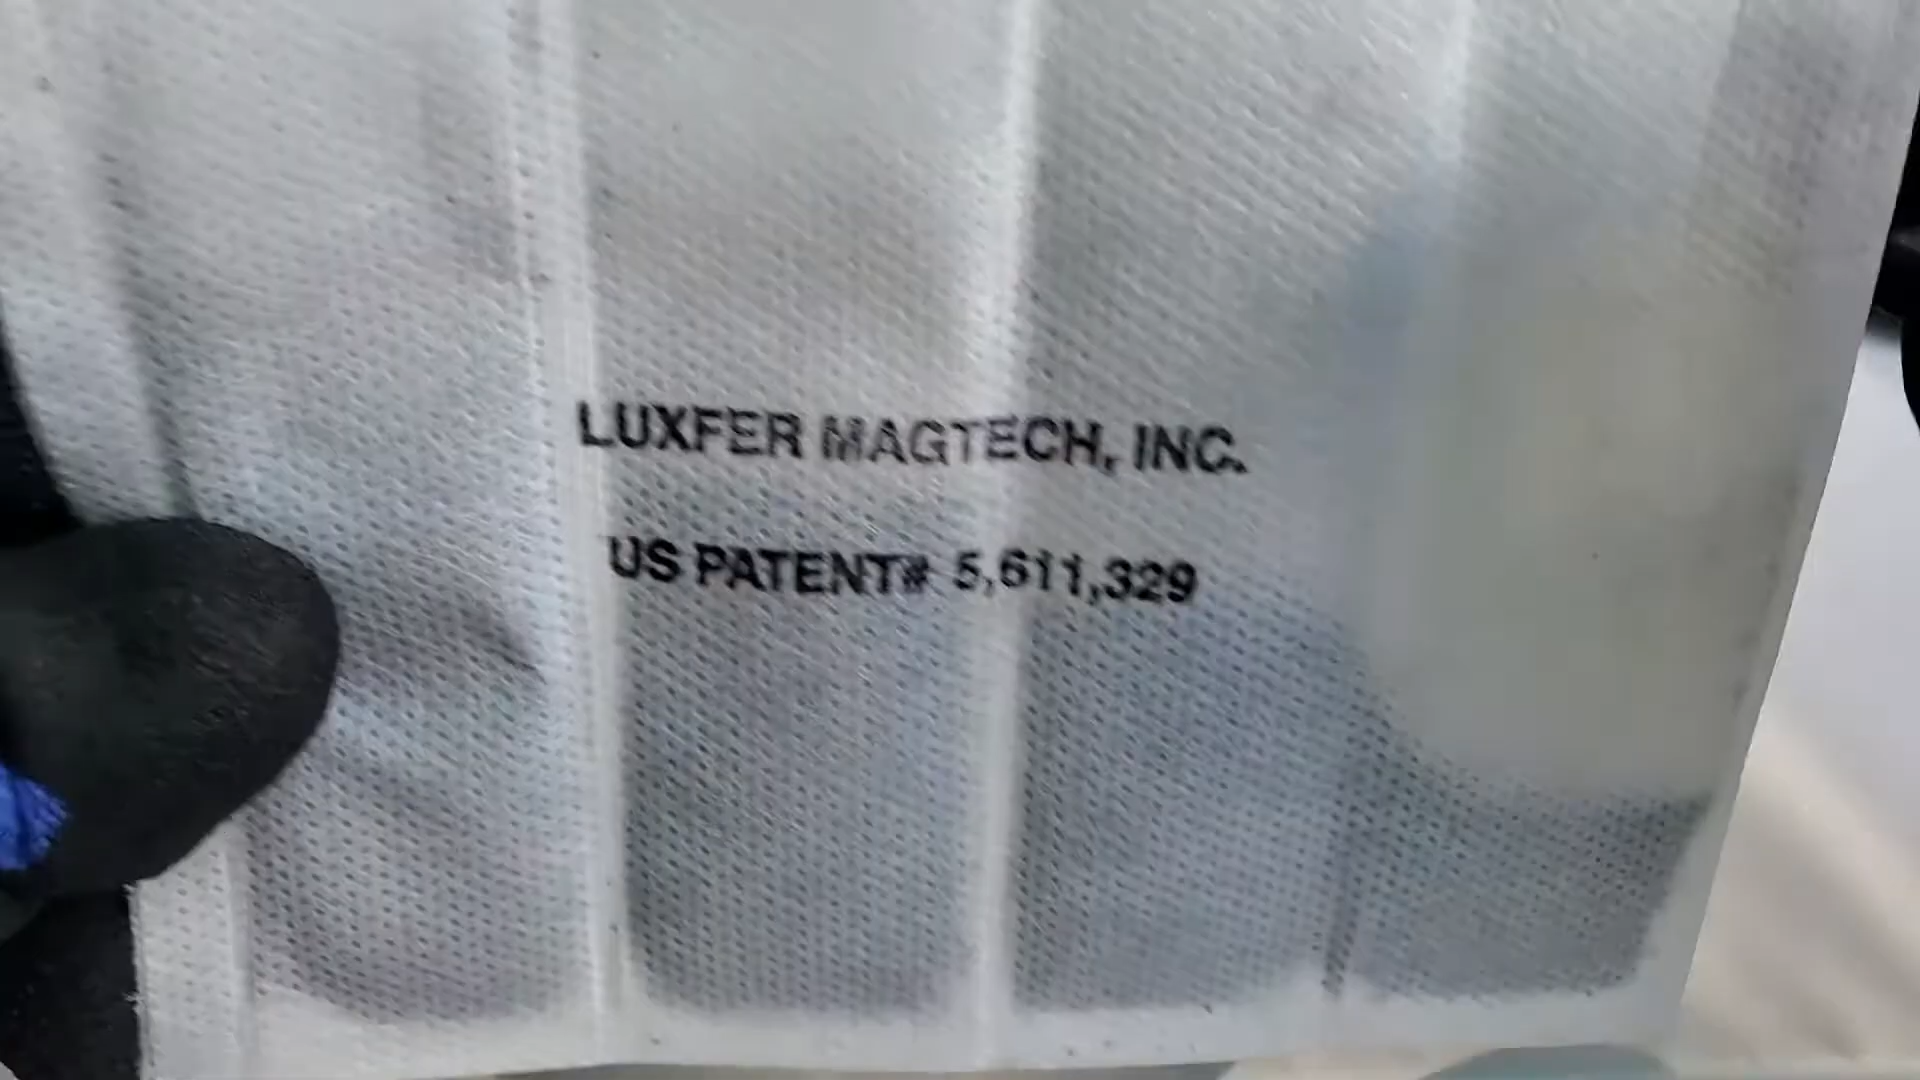 LUXFER MAGTECH, INC.
US PATENT# 5,611,329